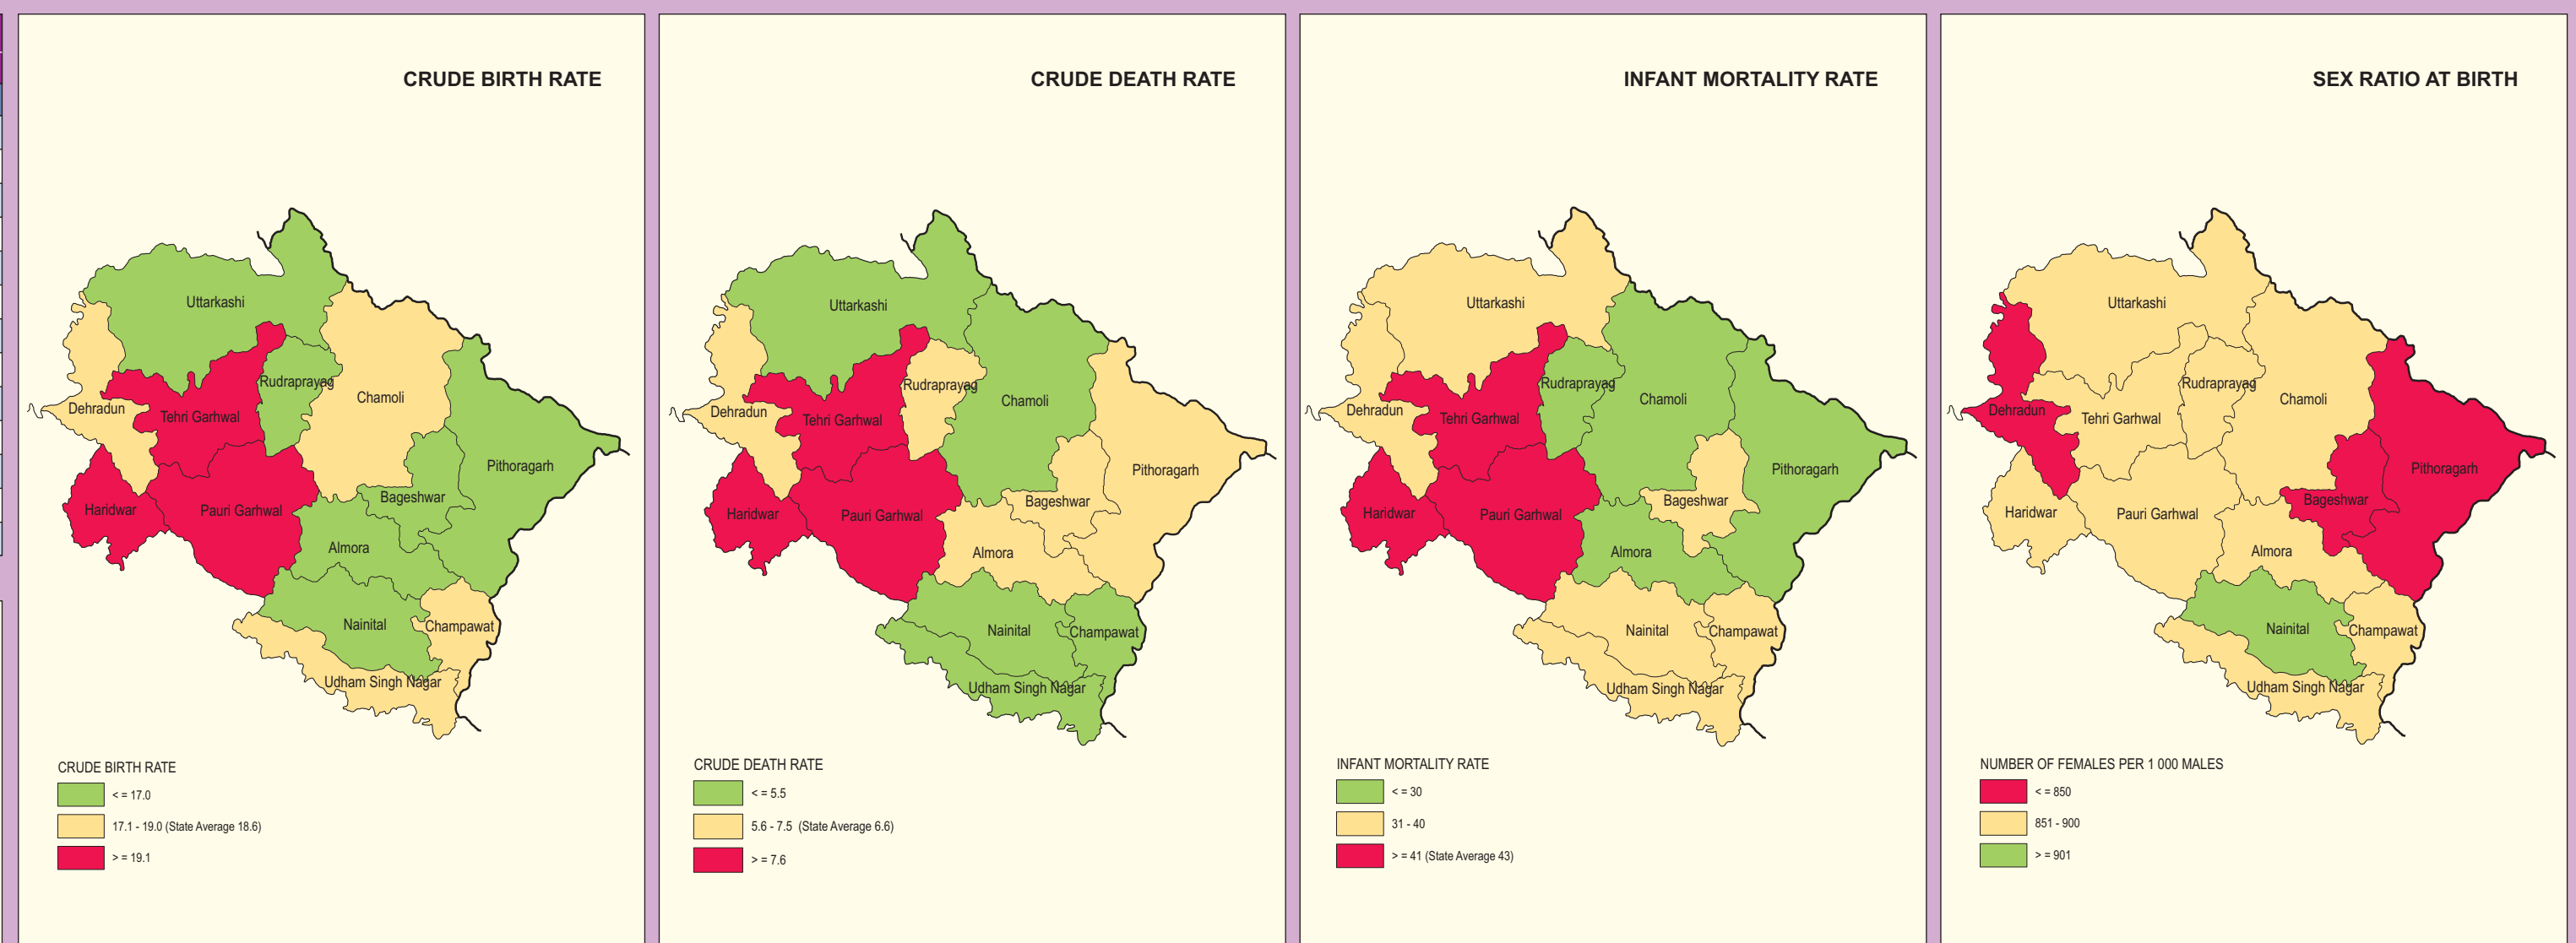 CRUDE BIRTH RATE
Uttarkashi
Rudraprayag
Chamoli
Dehradun
Tehri Garhwal
Pithoragarh
Bageshwar
Haridwar
Pauri Garhwal
Almora
Nainital
Champawat
Udham Singh Nagar
CRUDE BIRTH RATE
< = 17.0
17.1 - 19.0 (State Average 18.6)
> = 19.1
CRUDE DEATH RATE
Uttarkashi
Rudraprayag
Chamoli
Dehradun
Tehri Garhwal
Pithoragarh
Bageshwar
Haridwar
Pauri Garhwal
Almora
Nainital
Champawat
Udham Singh Nagar
CRUDE DEATH RATE
< = 5.5
5.6 - 7.5 (State Average 6.6)
> = 7.6
INFANT MORTALITY RATE
Uttarkashi
Rudraprayag
Chamoli
Dehradun
Tehri Garhwal
Pithoragarh
Bageshwar
Haridwar
Pauri Garhwal
Almora
Nainital
Champawat
Udham Singh Nagar
INFANT MORTALITY RATE
< = 30
31 - 40
> = 41 (State Average 43)
SEX RATIO AT BIRTH
Uttarkashi
Rudraprayag
Chamoli
Dehradun
Tehri Garhwal
Pithoragarh
Bageshwar
Haridwar
Pauri Garhwal
Almora
Nainital
Champawat
Udham Singh Nagar
NUMBER OF FEMALES PER 1 000 MALES
< = 850
851 - 900
> = 901